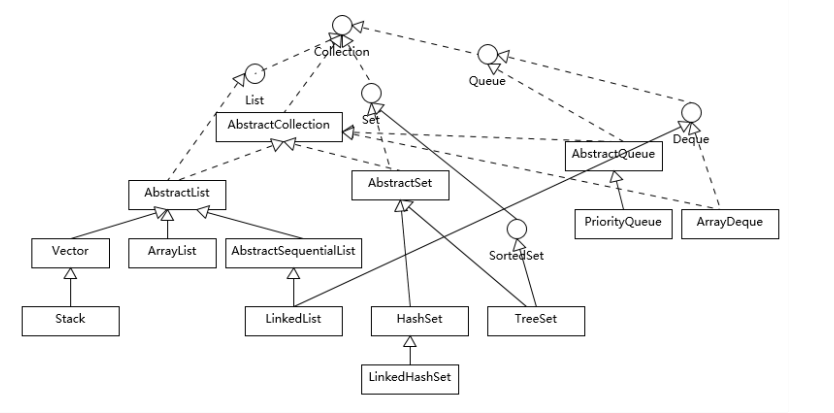 Collection
Queue
List
Set
AbstractCollection
Deque
AbstractQueue
AbstractSet
AbstractList
PriorityQueue
ArrayDeque
Vector
ArrayList
AbstractSequentialList
SortedSet
Stack
LinkedList
HashSet
TreeSet
LinkedHashSet